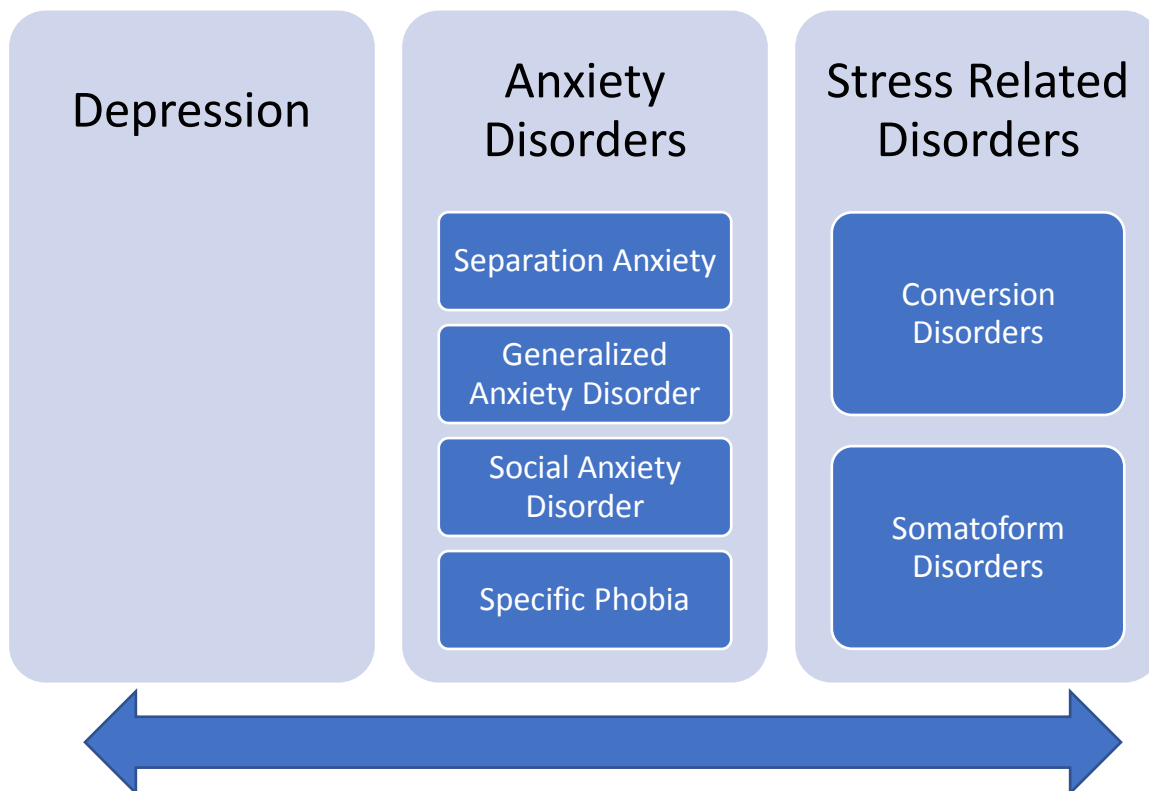 Depression
Anxiety
Disorders
Separation Anxiety
Generalized
Anxiety Disorder
Social Anxiety
Disorder
Specific Phobia
Stress Related
Disorders
Conversion
Disorders
Somatoform
Disorders